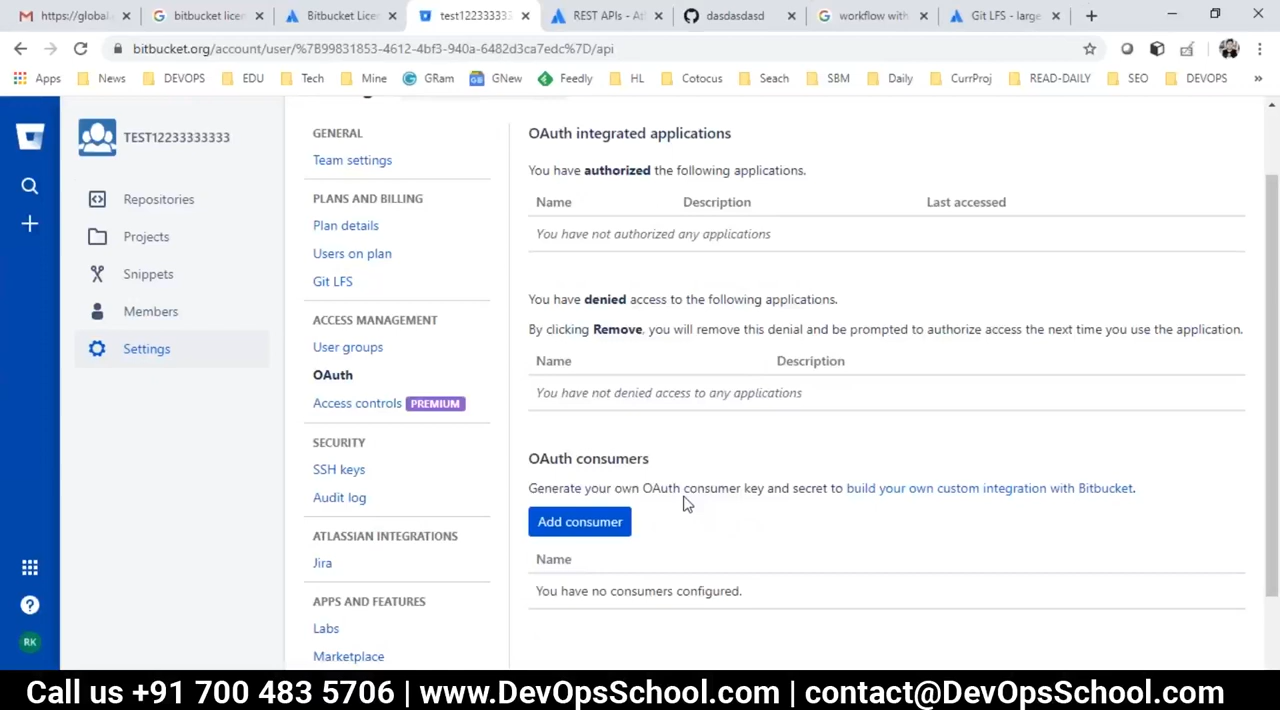 https://global.
bitbucket lice
Bitbucket Lice
test122333333
REST APIs - Atl
dasdasdasd
workflow with
Git LFS - large
bitbucket.org/account/user/%7B99831853-4612-4bf3-940a-6482d3ca7edc%7D/api
Apps
News
DEVOPS
EDU
Tech
Mine
GRam
GNew
Feedly
HL
Cotocus
Seach
SBM
Daily
CurrProj
READ-DAILY
SEO
DEVOPS
»
TEST12233333333
Repositories
Projects
Snippets
Members
Settings
RK
GENERAL
Team settings
PLANS AND BILLING
Plan details
Users on plan
Git LFS
ACCESS MANAGEMENT
User groups
OAuth
Access controls PREMIUM
SECURITY
SSH keys
Audit log
ATLASSIAN INTEGRATIONS
Jira
APPS AND FEATURES
Labs
Marketplace
OAuth integrated applications
You have authorized the following applications.
Name Description Last accessed
You have not authorized any applications
You have denied access to the following applications.
By clicking Remove, you will remove this denial and be prompted to authorize access the next time you use the application.
Name Description
You have not denied access to any applications
OAuth consumers
Generate your own OAuth consumer key and secret to build your own custom integration with Bitbucket.
Add consumer
Name
You have no consumers configured.
Call us +91 700 483 5706 | www.DevOpsSchool.com | contact@DevOpsSchool.com